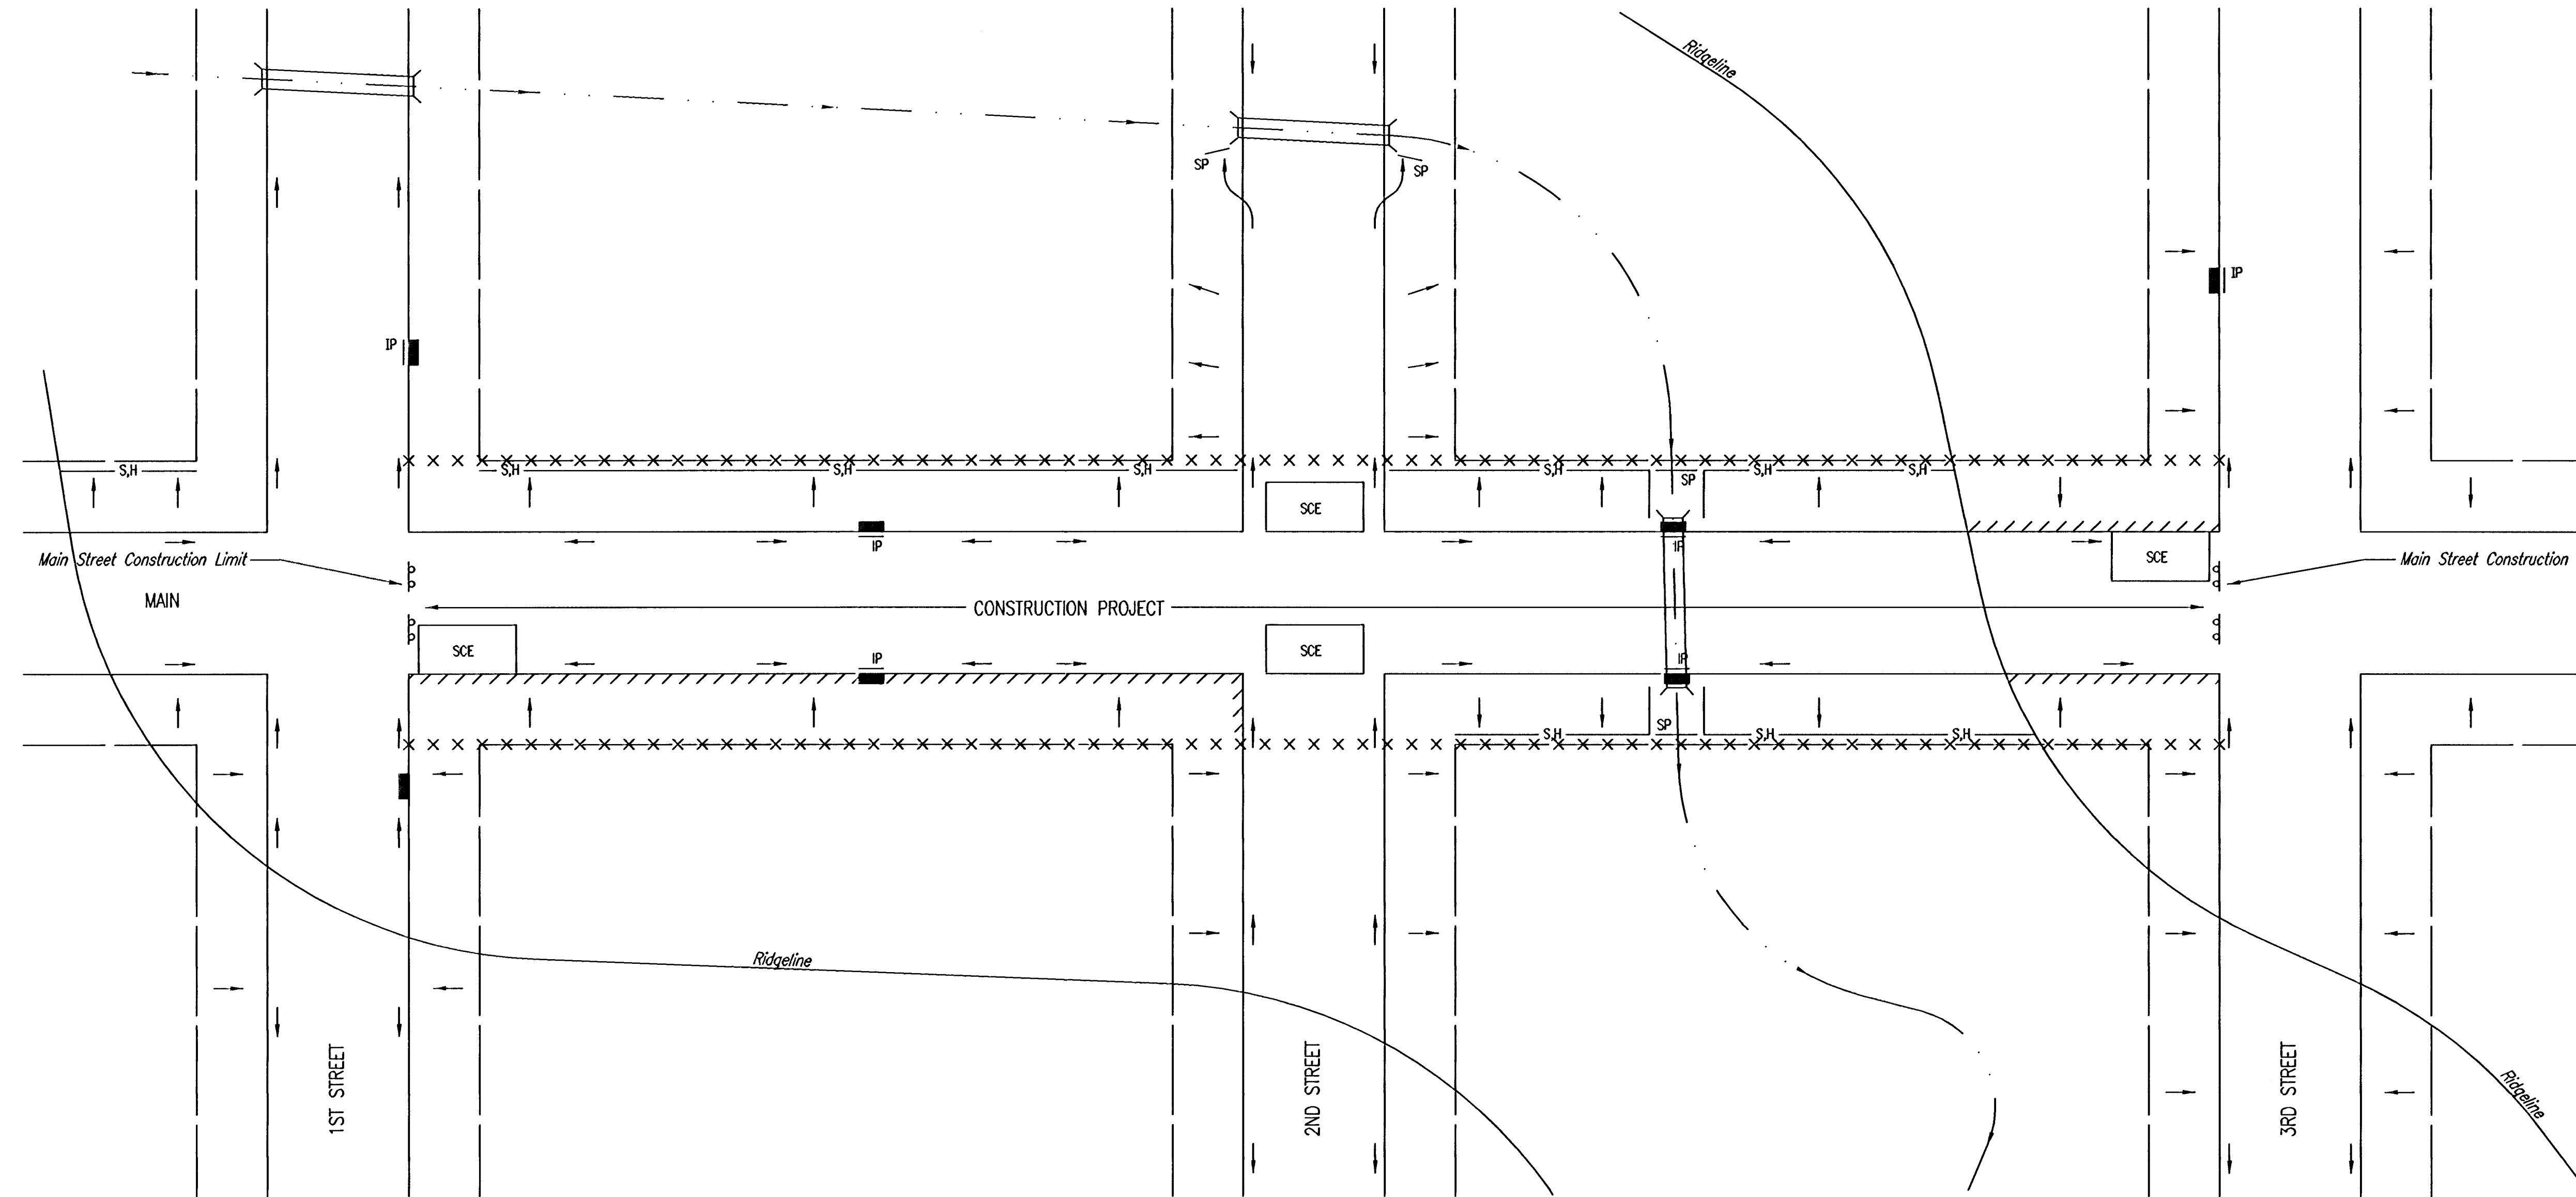 Ridgeline
SP
SP
IP
IP
S,H
S,H
S,H
S,H
S,H
S,H
S,H
SP
SCE
IP
IP
SCE
Main Street Construction Limit
Main Street Construction
MAIN
CONSTRUCTION PROJECT
SCE
IP
SCE
IP
SP
S,H
S,H
S,H
Ridgeline
1ST STREET
2ND STREET
3RD STREET
Ridgeline